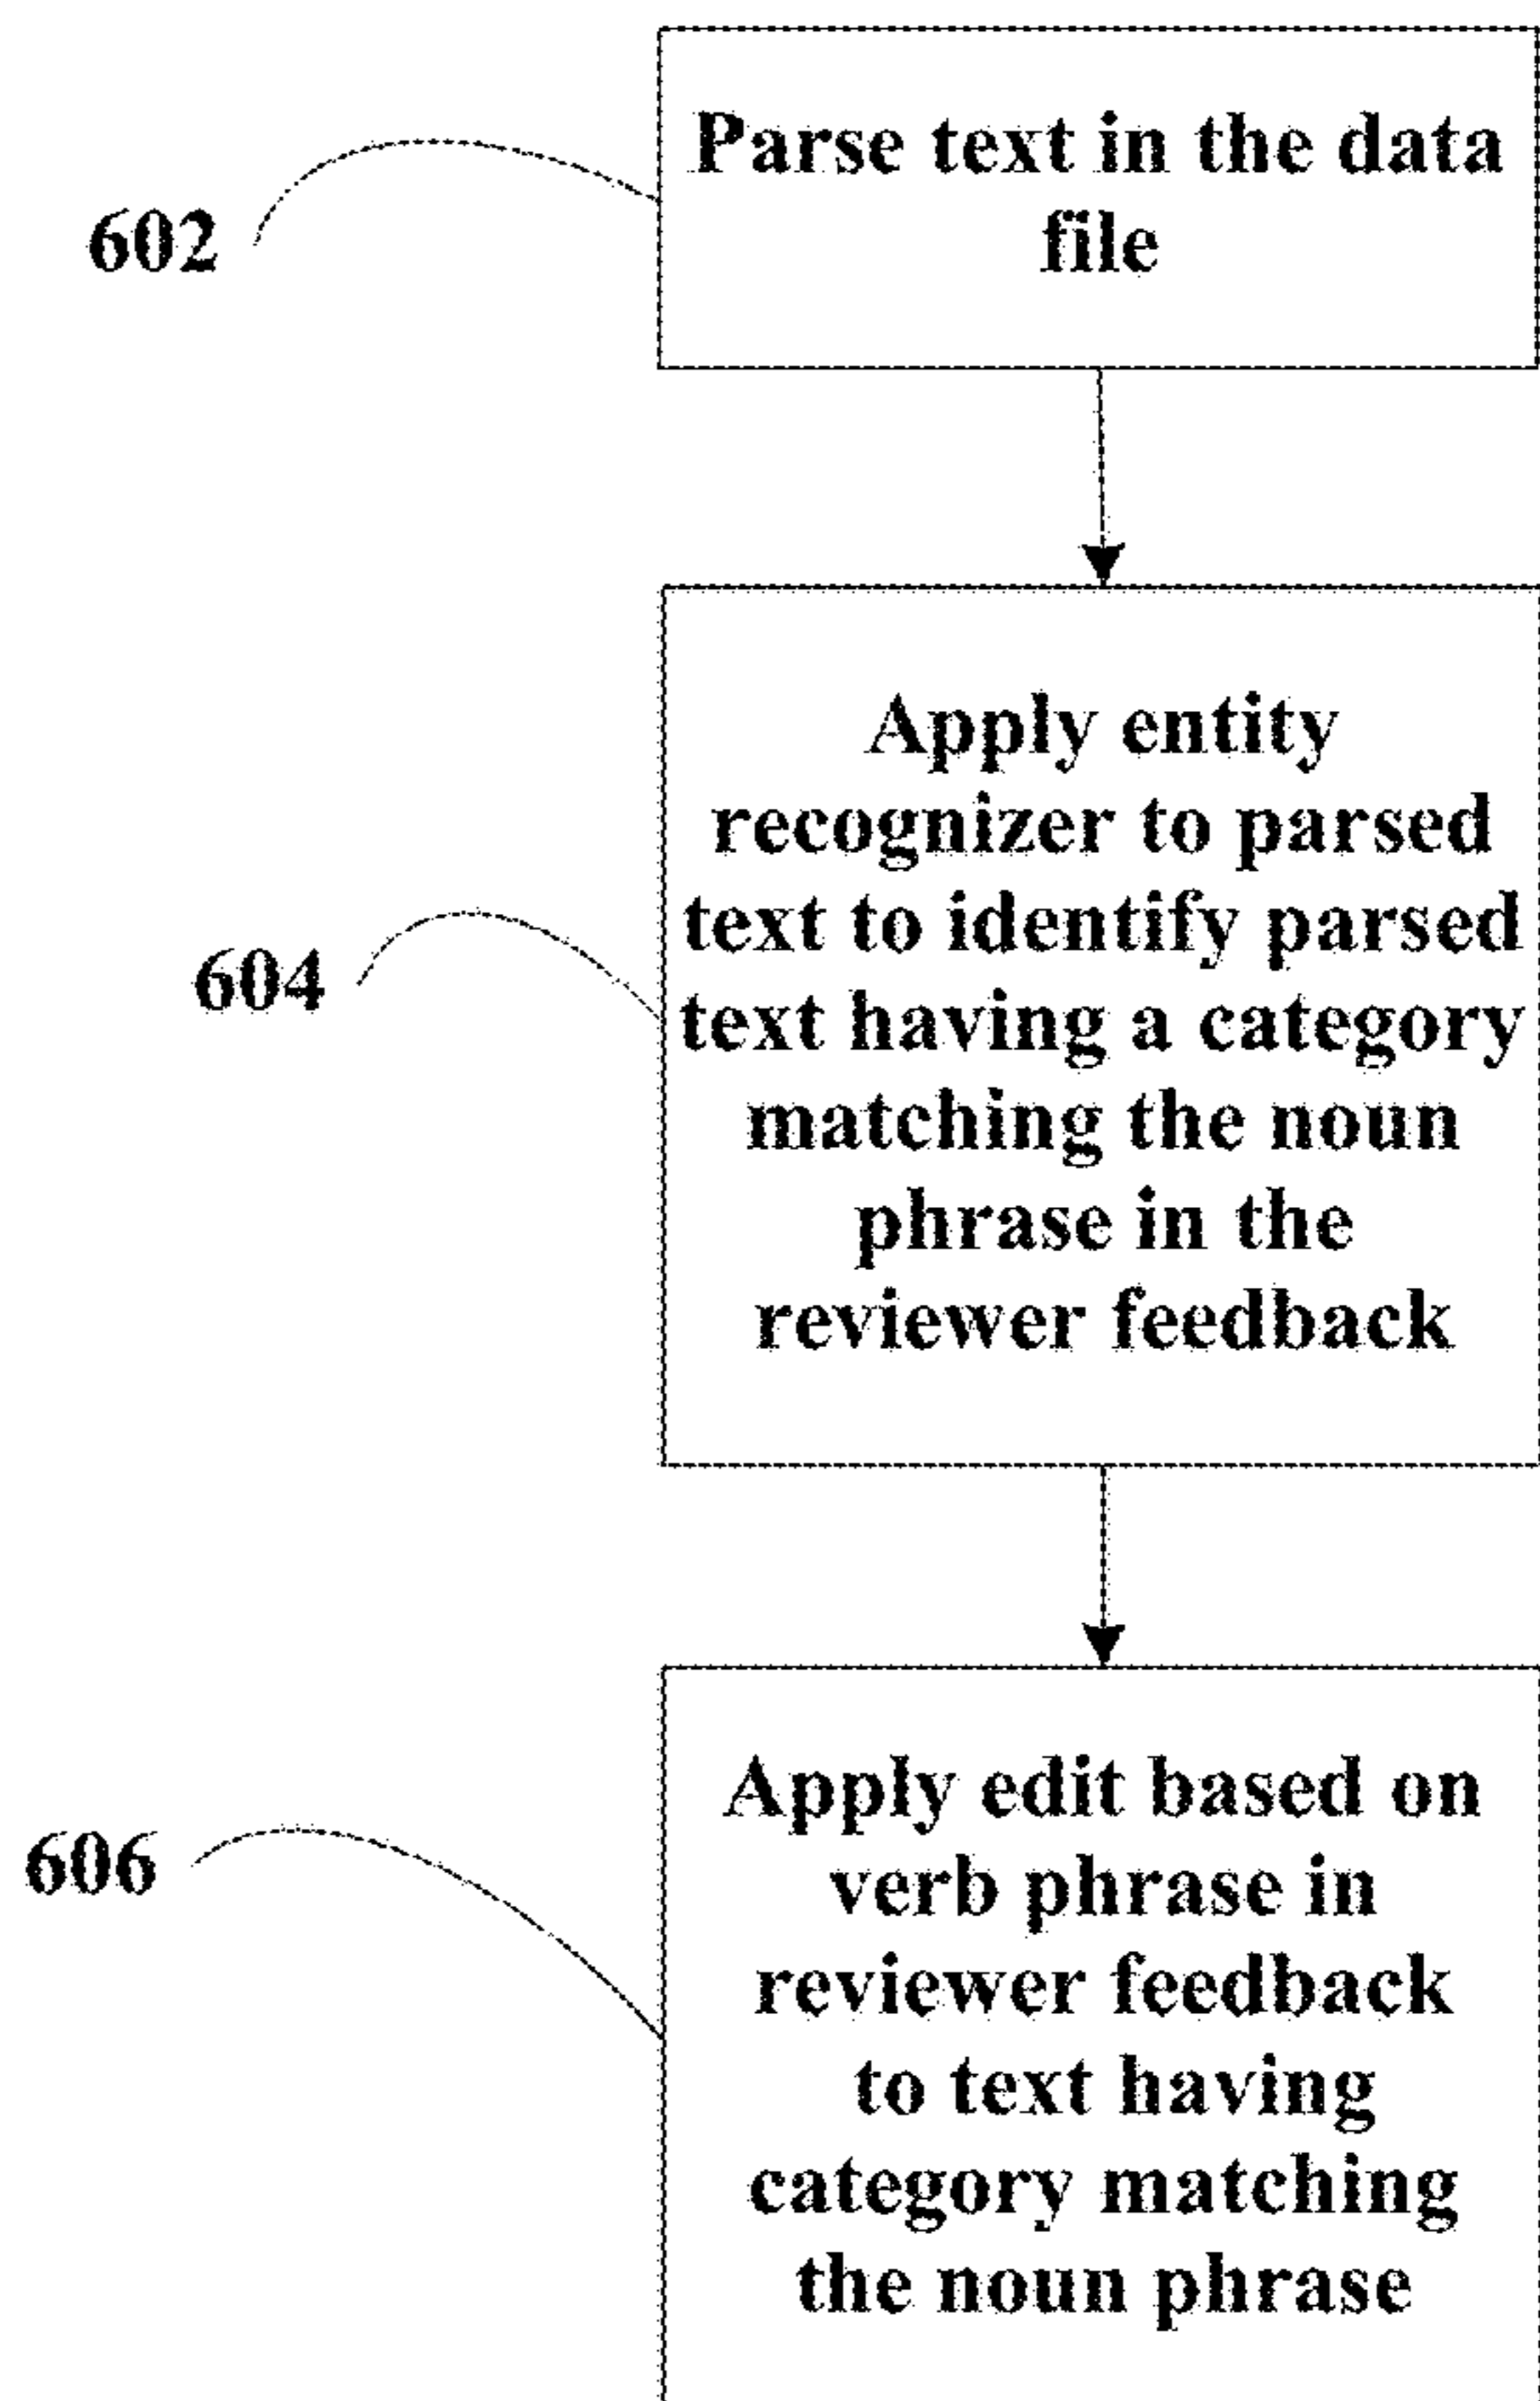 Parse text in the data
file
602
Apply entity
recognizer to parsed
text to identify parsed
text having a category
matching the noun
phrase in the
reviewer feedback
604
Apply edit based on
verb phrase in
reviewer feedback
to text having
category matching
the noun phrase
606